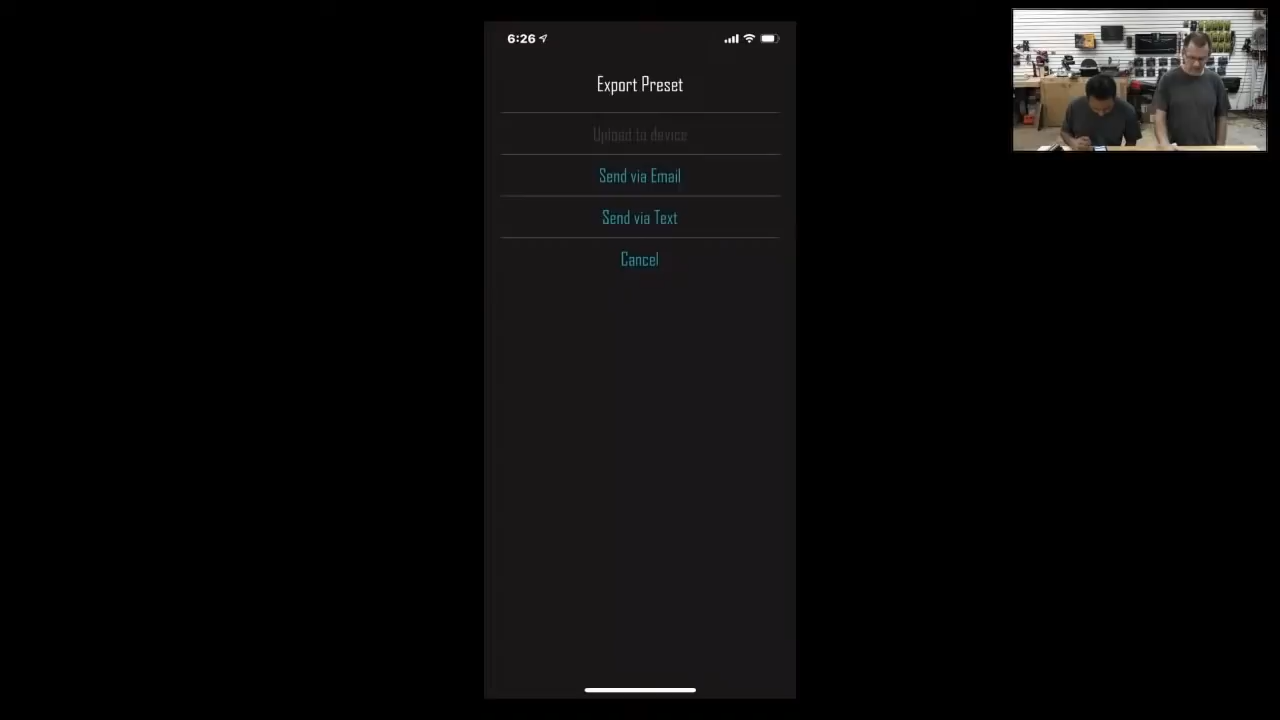 6:26
Export Preset
Upload to device
Send via Email
Send via Text
Cancel